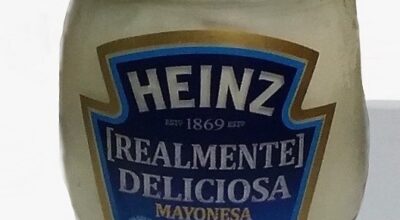 HEINZ
ESTD 1869 ESTD
[REALMENTE]
DELICIOSA
MAYONESA